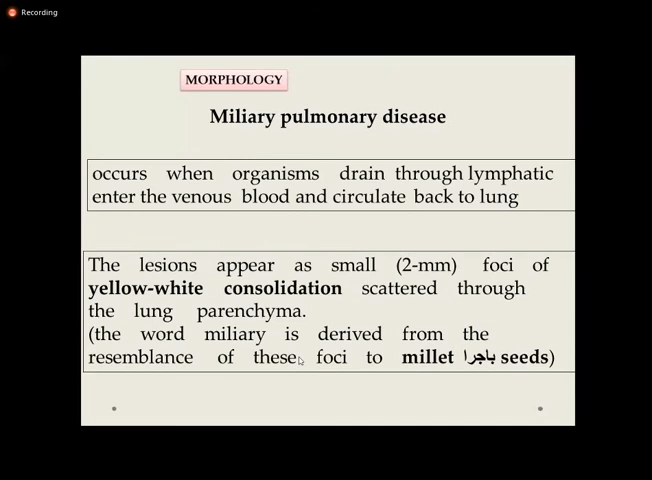 Recording
MORPHOLOGY
Miliary pulmonary disease
occurs when organisms drain through lymphatic
enter the venous blood and circulate back to lung
The lesions appear as small (2-mm) foci of
yellow-white consolidation scattered through
the lung parenchyma.
(the word miliary is derived from the
resemblance of these foci to millet باجرا seeds)